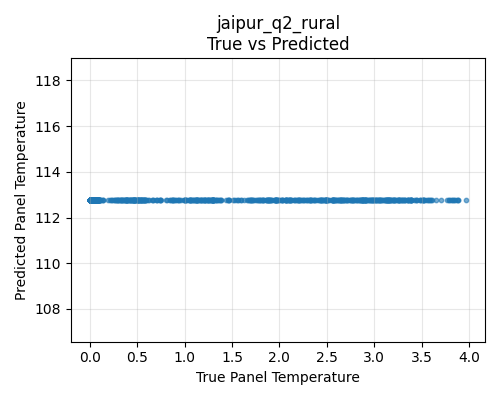 jaipur_q2_rural
True vs Predicted
118
116
114
112
110
108
Predicted Panel Temperature
0.0 0.5 1.0 1.5 2.0 2.5 3.0 3.5 4.0
True Panel Temperature